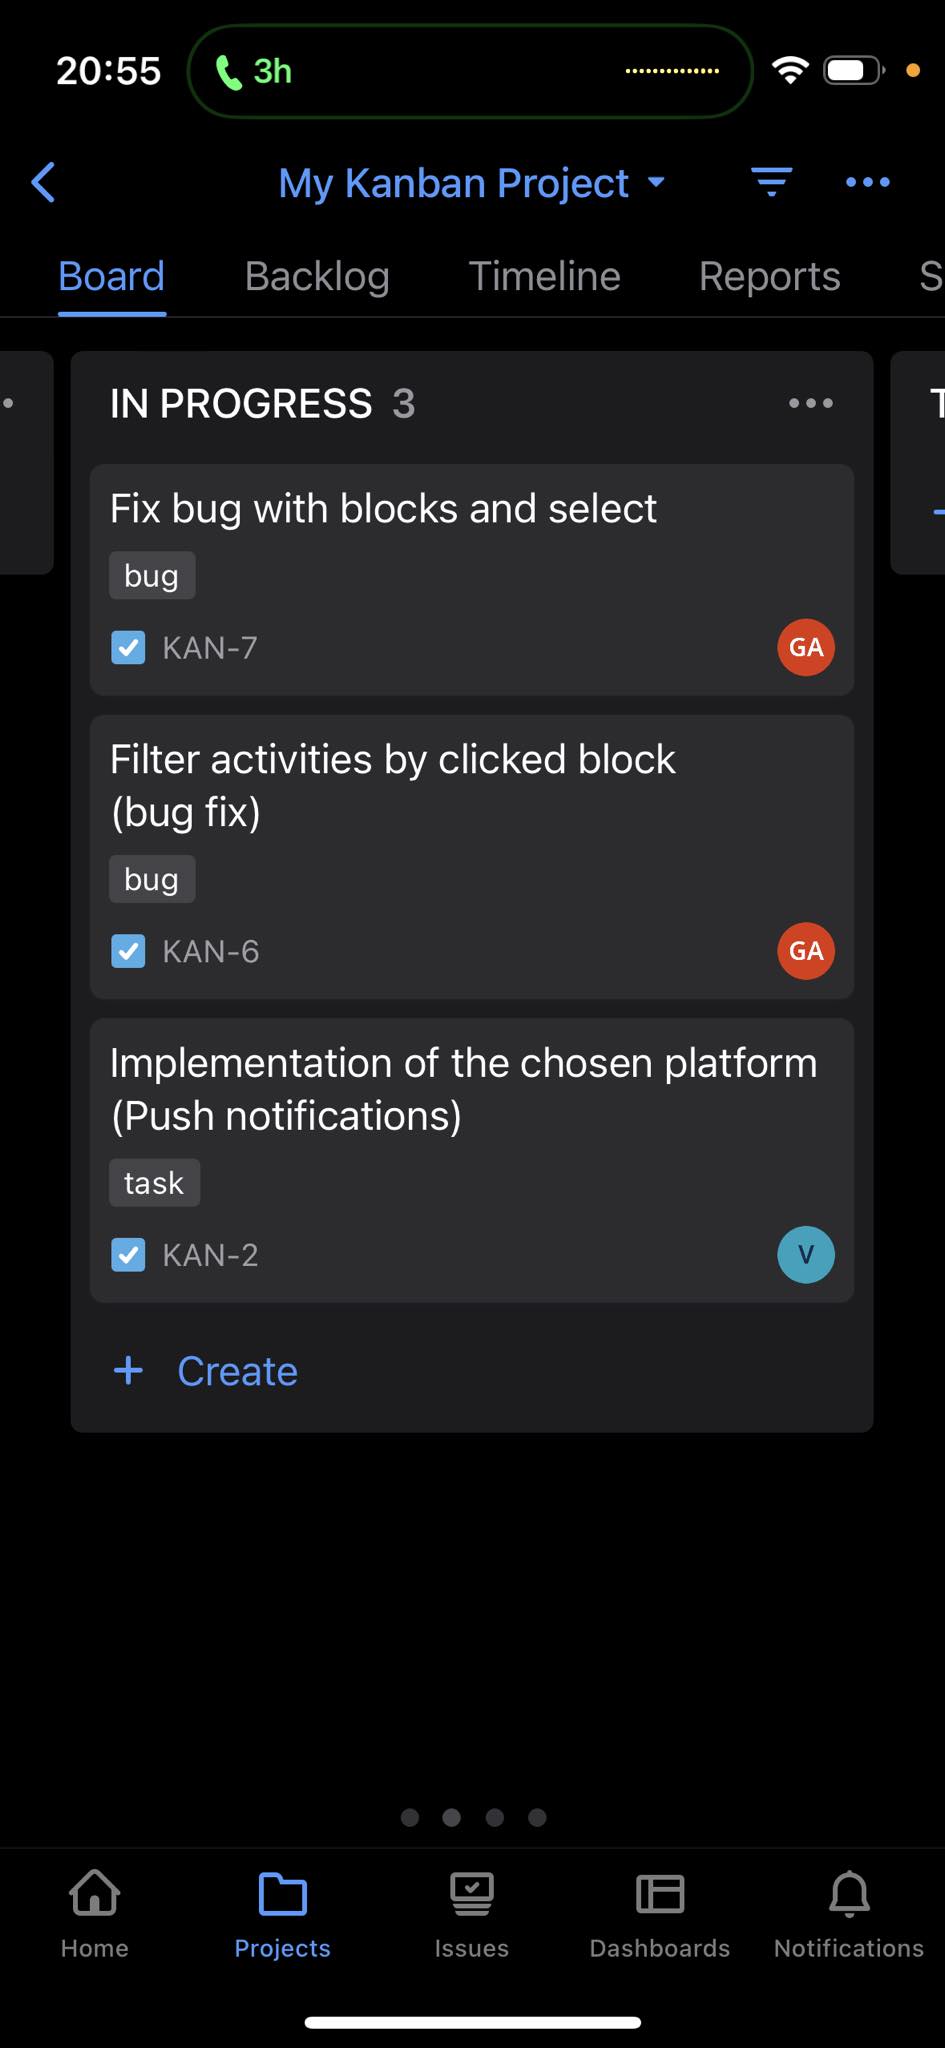 20:55
3h
My Kanban Project
Board Backlog Timeline Reports S
IN PROGRESS 3
T
Fix bug with blocks and select
bug
KAN-7
GA
Filter activities by clicked block
(bug fix)
bug
KAN-6
GA
Implementation of the chosen platform
(Push notifications)
task
KAN-2
V
+ Create
Home Projects Issues Dashboards Notifications